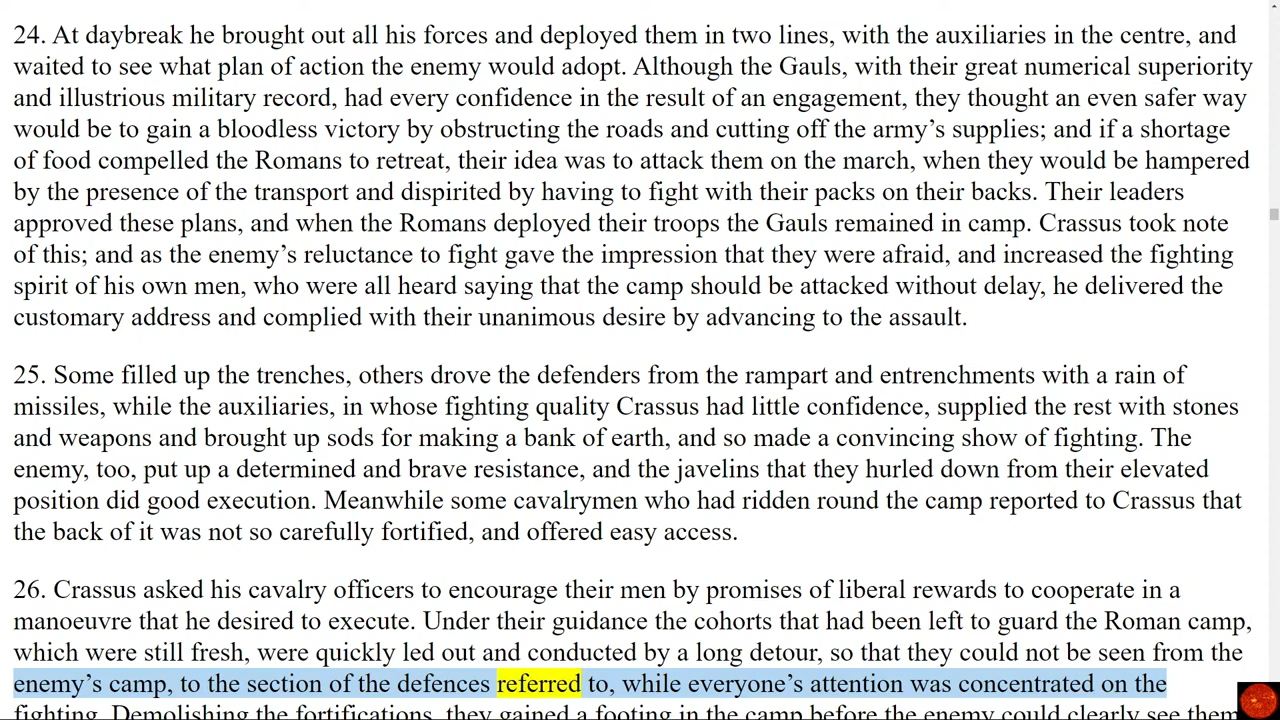 24. At daybreak he brought out all his forces and deployed them in two lines, with the auxiliaries in the centre, and
waited to see what plan of action the enemy would adopt. Although the Gauls, with their great numerical superiority
and illustrious military record, had every confidence in the result of an engagement, they thought an even safer way
would be to gain a bloodless victory by obstructing the roads and cutting off the army’s supplies; and if a shortage
of food compelled the Romans to retreat, their idea was to attack them on the march, when they would be hampered
by the presence of the transport and dispirited by having to fight with their packs on their backs. Their leaders
approved these plans, and when the Romans deployed their troops the Gauls remained in camp. Crassus took note
of this; and as the enemy’s reluctance to fight gave the impression that they were afraid, and increased the fighting
spirit of his own men, who were all heard saying that the camp should be attacked without delay, he delivered the
customary address and complied with their unanimous desire by advancing to the assault.
25. Some filled up the trenches, others drove the defenders from the rampart and entrenchments with a rain of
missiles, while the auxiliaries, in whose fighting quality Crassus had little confidence, supplied the rest with stones
and weapons and brought up sods for making a bank of earth, and so made a convincing show of fighting. The
enemy, too, put up a determined and brave resistance, and the javelins that they hurled down from their elevated
position did good execution. Meanwhile some cavalrymen who had ridden round the camp reported to Crassus that
the back of it was not so carefully fortified, and offered easy access.
26. Crassus asked his cavalry officers to encourage their men by promises of liberal rewards to cooperate in a
manoeuvre that he desired to execute. Under their guidance the cohorts that had been left to guard the Roman camp,
which were still fresh, were quickly led out and conducted by a long detour, so that they could not be seen from the
enemy’s camp, to the section of the defences referred to, while everyone’s attention was concentrated on the
fighting. Demolishing the fortifications, they gained a footing in the camp before the enemy could clearly see them